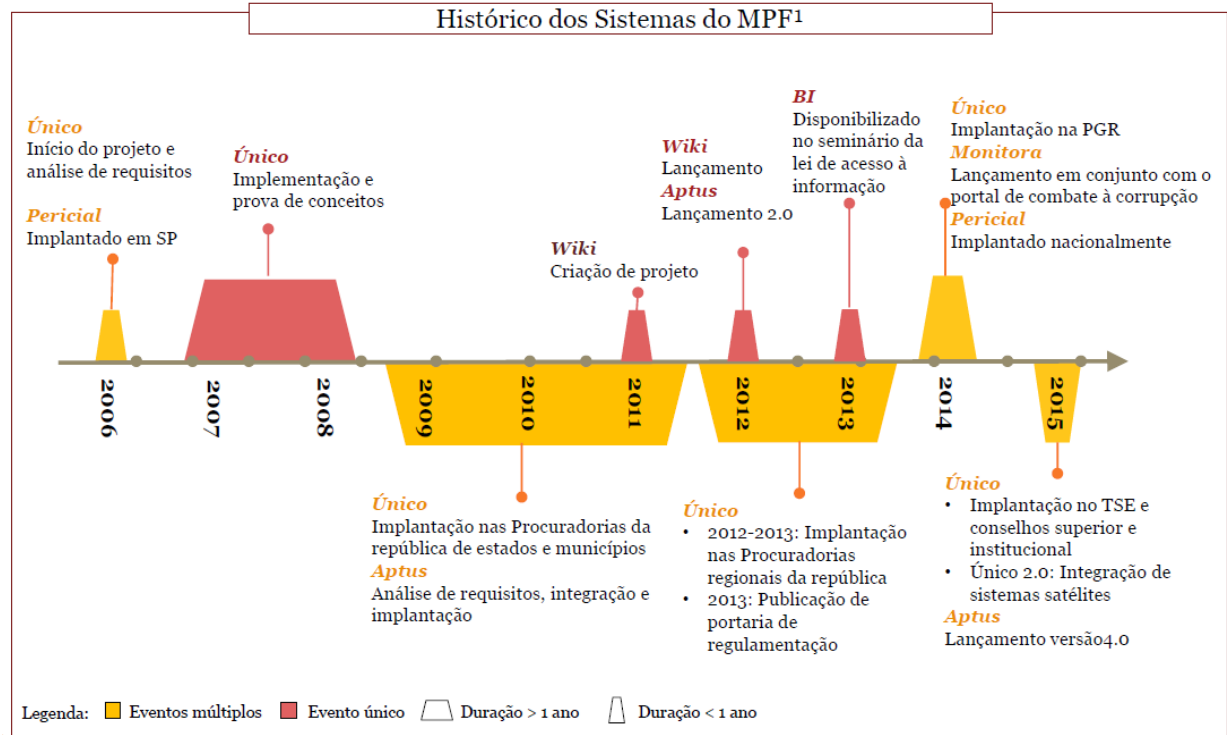 Histórico dos Sistemas do MPF¹
Único
Início do projeto e
análise de requisitos
Pericial
Implantado em SP
Único
Implementação e
prova de conceitos
Wiki
Criação de projeto
Wiki
Lançamento
Aptus
Lançamento 2.0
BI
Disponibilizado
no seminário da
lei de acesso à
informação
Único
Implantação na PGR
Monitora
Lançamento em conjunto com o
portal de combate à corrupção
Pericial
Implantado nacionalmente
2006
2007
2008
2009
2010
2011
2012
2013
2014
2015
Único
Implantação nas Procuradorias da
república de estados e municípios
Aptus
Análise de requisitos, integração e
implantação
Único
• 2012-2013: Implantação
nas Procuradorias
regionais da república
• 2013: Publicação de
portaria de
regulamentação
Único
• Implantação no TSE e
conselhos superior e
institucional
• Único 2.0: Integração de
sistemas satélites
Aptus
Lançamento versão4.0
Legenda: Eventos múltiplos Evento único Duração > 1 ano Duração < 1 ano